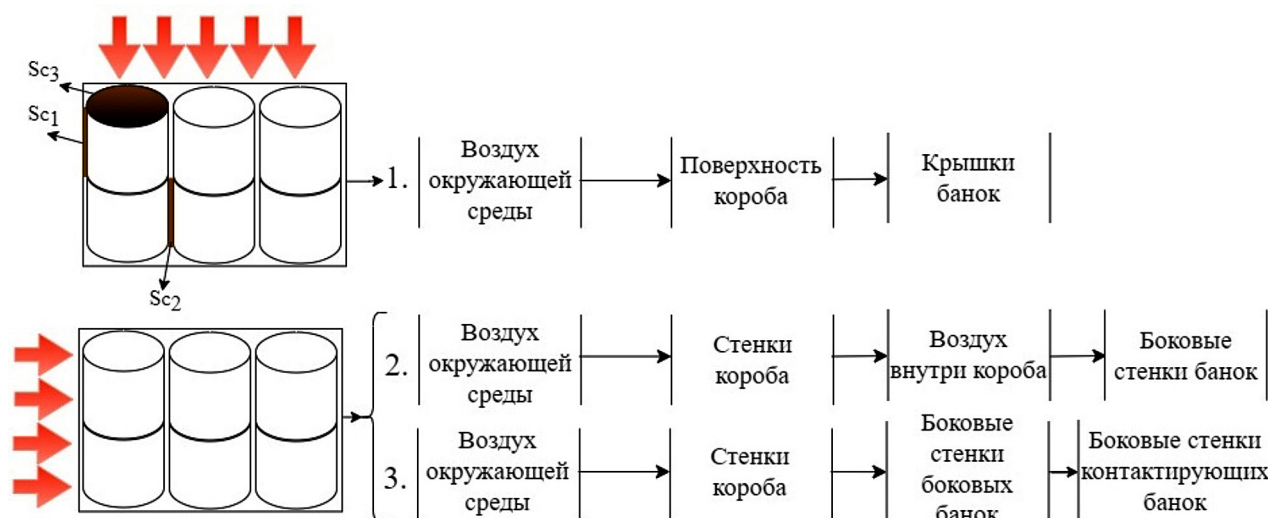 Sc3
Sc1
Sc2
1.
Воздух
окружающей
среды
Поверхность
короба
Крышки
банок
2.
Воздух
окружающей
среды
Стенки
короба
Воздух
внутри короба
Боковые
стенки банок
3.
Воздух
окружающей
среды
Стенки
короба
Боковые
стенки
боковых
банок
Боковые стенки
контактирующих
банок